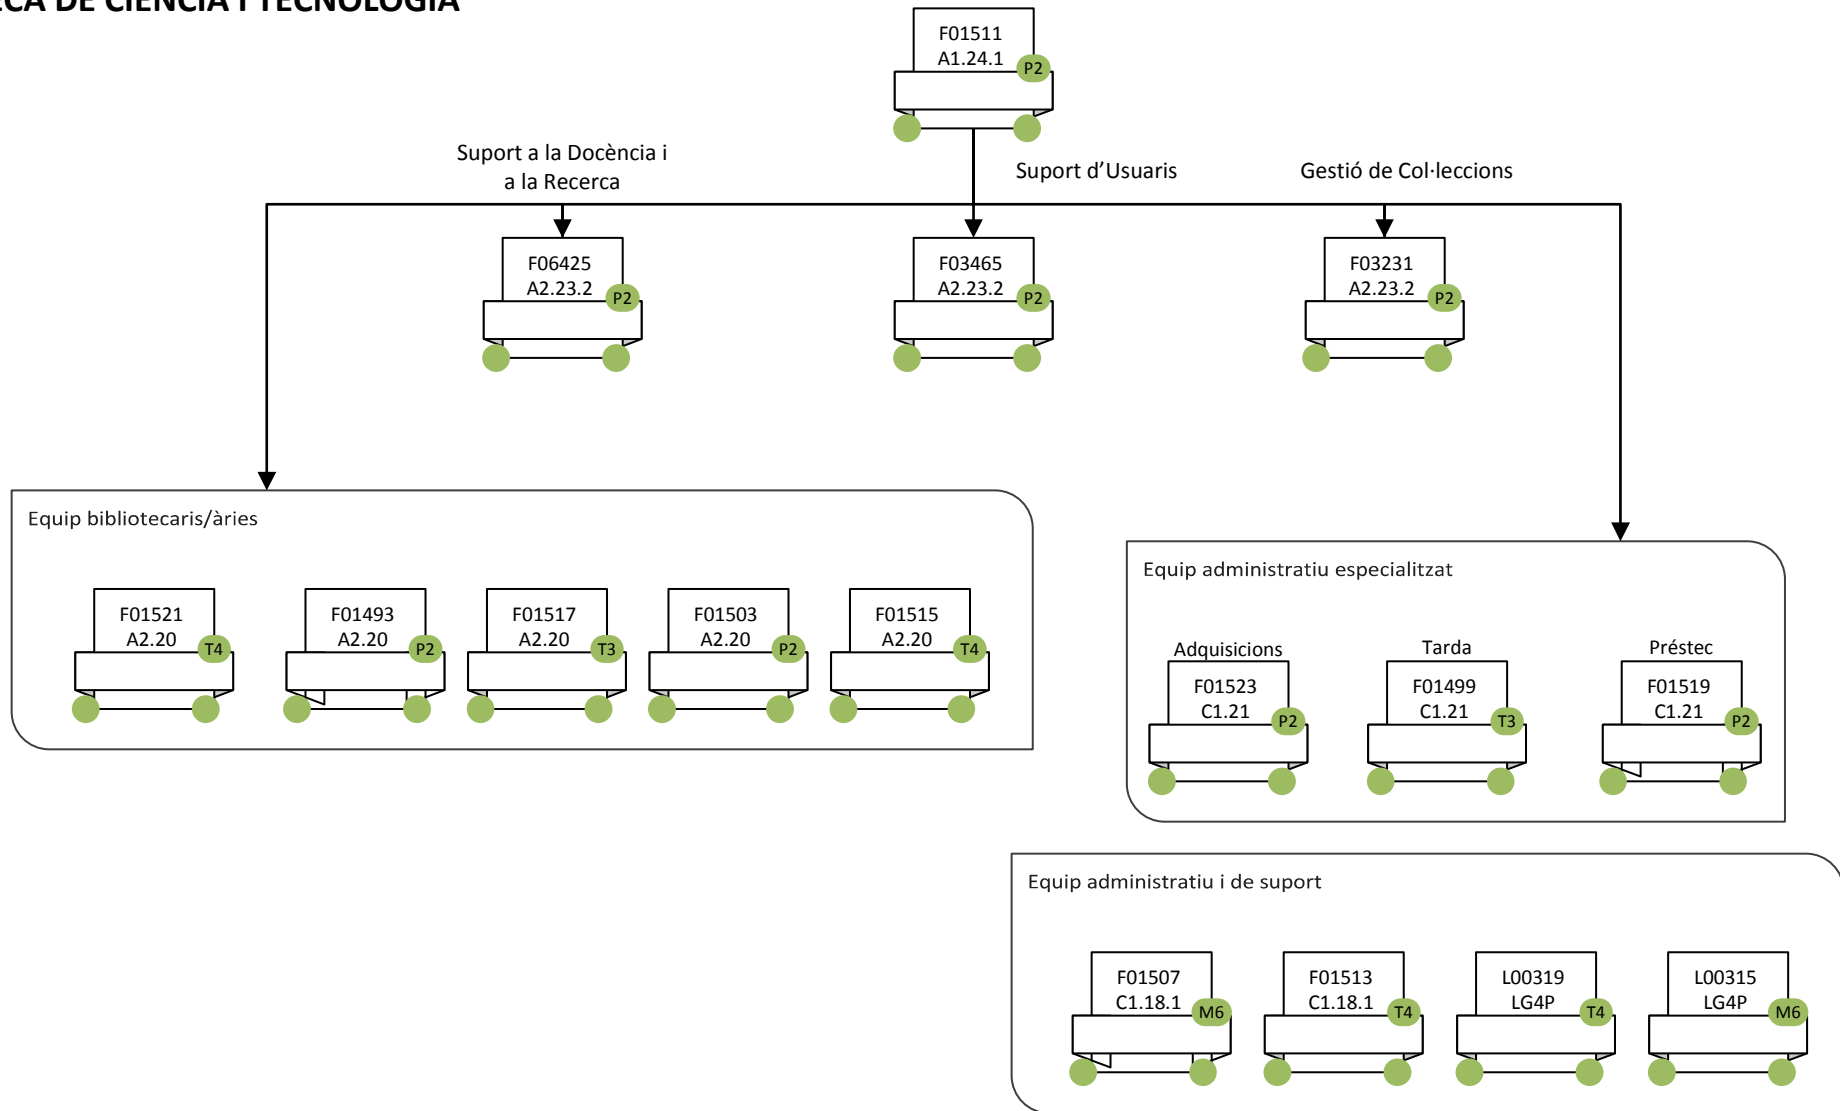 DE CIÈNCIA I TECNOLOGIA
F01511
A1.24.1
P2
Suport a la Docència i
a la Recerca
Suport d’Usuaris
Gestió de Col·leccions
F06425
A2.23.2
P2
F03465
A2.23.2
P2
F03231
A2.23.2
P2
Equip bibliotecaris/àries
F01521
A2.20
T4
F01493
A2.20
P2
F01517
A2.20
T3
F01503
A2.20
P2
F01515
A2.20
T4
Equip administratiu especialitzat
Adquisicions
F01523
C1.21
P2
Tarda
F01499
C1.21
T3
Préstec
F01519
C1.21
P2
Equip administratiu i de suport
F01507
C1.18.1
M6
F01513
C1.18.1
T4
L00319
LG4P
T4
L00315
LG4P
M6